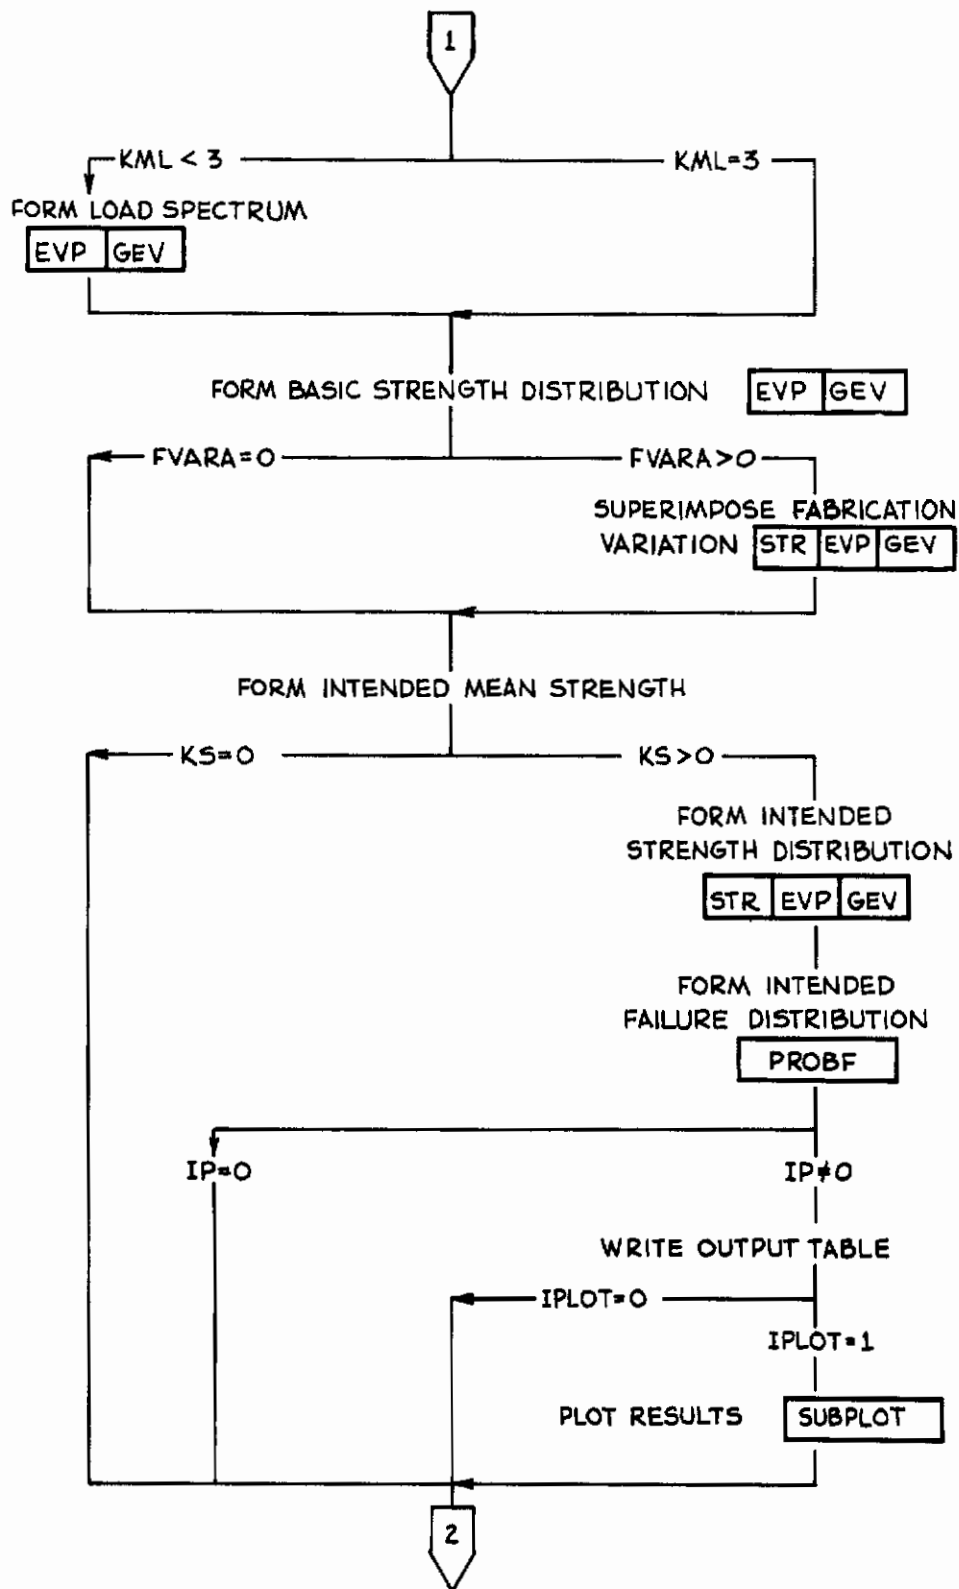 1
KML < 3
KML=3
FORM LOAD SPECTRUM
EVP GEV
FORM BASIC STRENGTH DISTRIBUTION EVP GEV
FVARA=0
FVARA>0
SUPERIMPOSE FABRICATION
VARIATION STR EVP GEV
FORM INTENDED MEAN STRENGTH
KS=0
KS>0
FORM INTENDED
STRENGTH DISTRIBUTION
STR EVP GEV
FORM INTENDED
FAILURE DISTRIBUTION
PROBF
IP=0
IP≠0
WRITE OUTPUT TABLE
IPLOT=0
IPLOT=1
PLOT RESULTS SUBPLOT
2